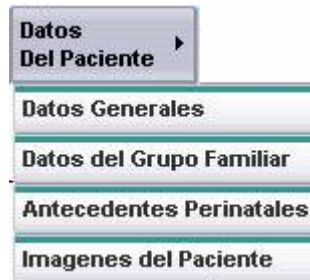 Datos
Del Paciente
Datos Generales
Datos del Grupo Familiar
Antecedentes Perinatales
Imagenes del Paciente